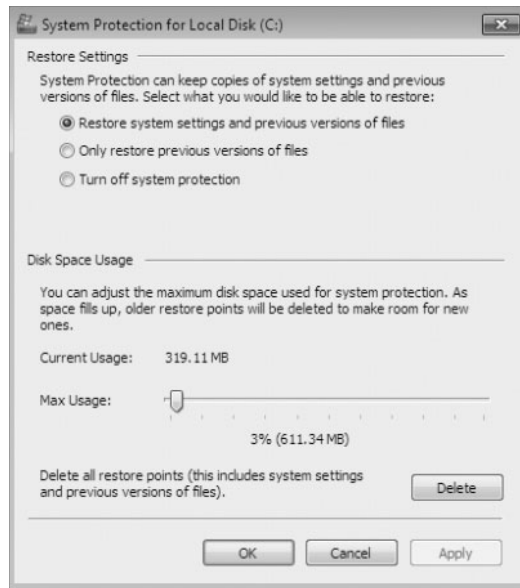 System Protection for Local Disk (C:)
Restore Settings
System Protection can keep copies of system settings and previous
versions of files. Select what you would like to be able to restore:
Restore system settings and previous versions of files
Only restore previous versions of files
Turn off system protection
Disk Space Usage
You can adjust the maximum disk space used for system protection. As
space fills up, older restore points will be deleted to make room for new
ones.
Current Usage: 319.11 MB
Max Usage:
3% (611.34 MB)
Delete all restore points (this includes system settings
and previous versions of files).
Delete
OK Cancel Apply